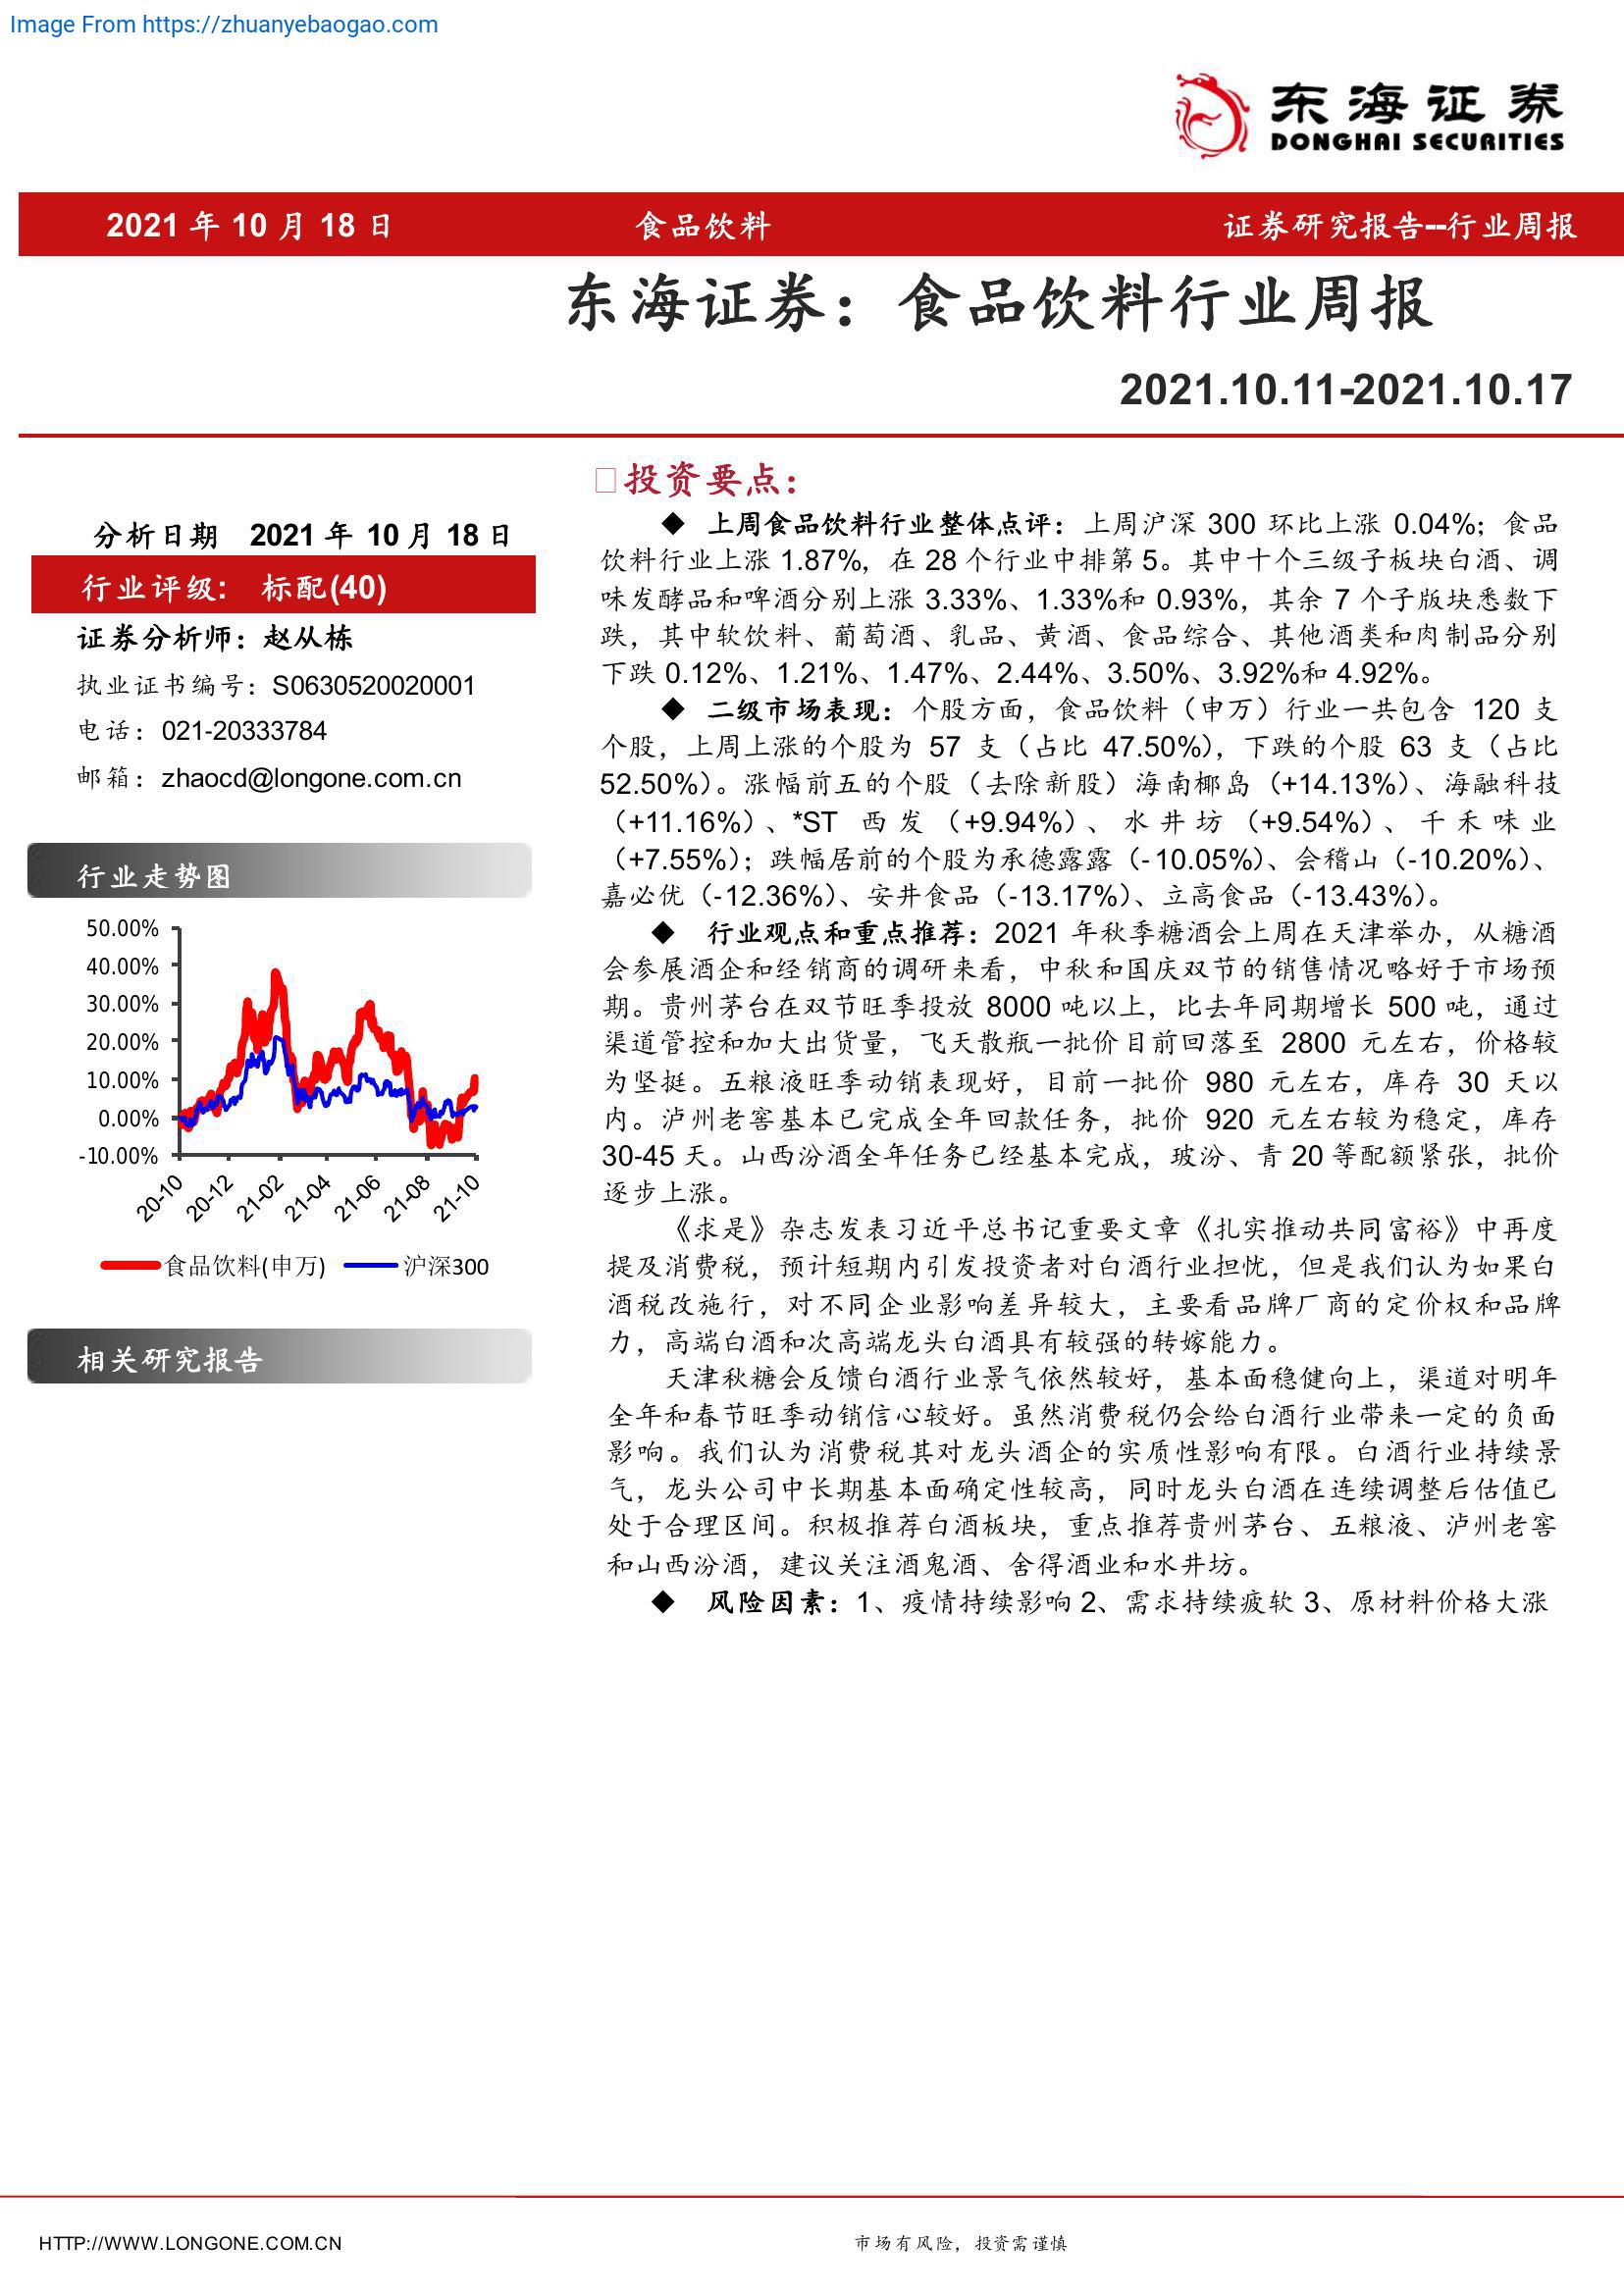 Image From https://zhuanyebaogao.com
东海证券
DONGHAI SECURITIES
2021 年 10 月 18 日 食品饮料 证券研究报告--行业周报
东海证券：食品饮料行业周报
2021.10.11-2021.10.17
分析日期 2021 年 10 月 18 日
行业评级: 标配(40)
证券分析师：赵从栋
执业证书编号：S0630520020001
电话：021-20333784
邮箱：zhaocd@longone.com.cn
行业走势图
50.00%
40.00%
30.00%
20.00%
10.00%
0.00%
-10.00%
20-10 20-12 21-02 21-04 21-06 21-08 21-10
食品饮料(申万) 沪深300
相关研究报告
投资要点：
◆ 上周食品饮料行业整体点评：上周沪深 300 环比上涨 0.04%；食品
饮料行业上涨 1.87%，在 28 个行业中排第 5。其中十个三级子板块白酒、调
味发酵品和啤酒分别上涨 3.33%、1.33%和 0.93%，其余 7 个子版块悉数下
跌，其中软饮料、葡萄酒、乳品、黄酒、食品综合、其他酒类和肉制品分别
下跌 0.12%、1.21%、1.47%、2.44%、3.50%、3.92%和 4.92%。
◆ 二级市场表现：个股方面，食品饮料（申万）行业一共包含 120 支
个股，上周上涨的个股为 57 支（占比 47.50%），下跌的个股 63 支（占比
52.50%）。涨幅前五的个股（去除新股）海南椰岛（+14.13%）、海融科技
（+11.16%）、*ST 西发（+9.94%）、水井坊（+9.54%）、千禾味业
（+7.55%）；跌幅居前的个股为承德露露（-10.05%）、会稽山（-10.20%）、
嘉必优（-12.36%）、安井食品（-13.17%）、立高食品（-13.43%）。
◆ 行业观点和重点推荐：2021 年秋季糖酒会上周在天津举办，从糖酒
会参展酒企和经销商的调研来看，中秋和国庆双节的销售情况略好于市场预
期。贵州茅台在双节旺季投放 8000 吨以上，比去年同期增长 500 吨，通过
渠道管控和加大出货量，飞天散瓶一批价目前回落至 2800 元左右，价格较
为坚挺。五粮液旺季动销表现好，目前一批价 980 元左右，库存 30 天以
内。泸州老窖基本已完成全年回款任务，批价 920 元左右较为稳定，库存
30-45 天。山西汾酒全年任务已经基本完成，玻汾、青 20 等配额紧张，批价
逐步上涨。
《求是》杂志发表习近平总书记重要文章《扎实推动共同富裕》中再度
提及消费税，预计短期内引发投资者对白酒行业担忧，但是我们认为如果白
酒税改施行，对不同企业影响差异较大，主要看品牌厂商的定价权和品牌
力，高端白酒和次高端龙头白酒具有较强的转嫁能力。
天津秋糖会反馈白酒行业景气依然较好，基本面稳健向上，渠道对明年
全年和春节旺季动销信心较好。虽然消费税仍会给白酒行业带来一定的负面
影响。我们认为消费税其对龙头酒企的实质性影响有限。白酒行业持续景
气，龙头公司中长期基本面确定性较高，同时龙头白酒在连续调整后估值已
处于合理区间。积极推荐白酒板块，重点推荐贵州茅台、五粮液、泸州老窖
和山西汾酒，建议关注酒鬼酒、舍得酒业和水井坊。
◆ 风险因素：1、疫情持续影响 2、需求持续疲软 3、原材料价格大涨
HTTP://WWW.LONGONE.COM.CN 市场有风险，投资需谨慎